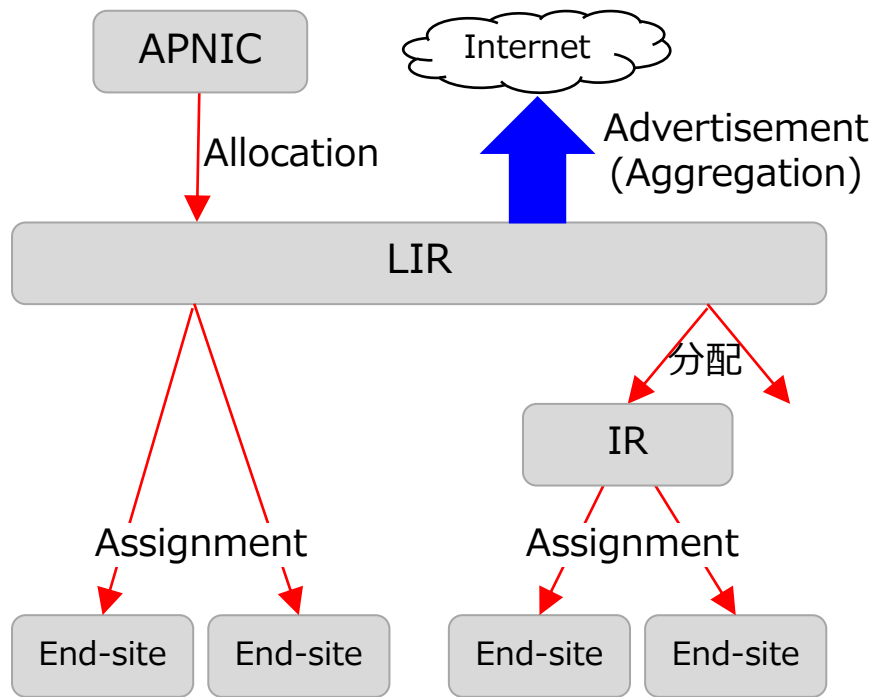 APNIC
Internet
Allocation
Advertisement
(Aggregation)
LIR
分配
IR
Assignment
Assignment
End-site
End-site
End-site
End-site